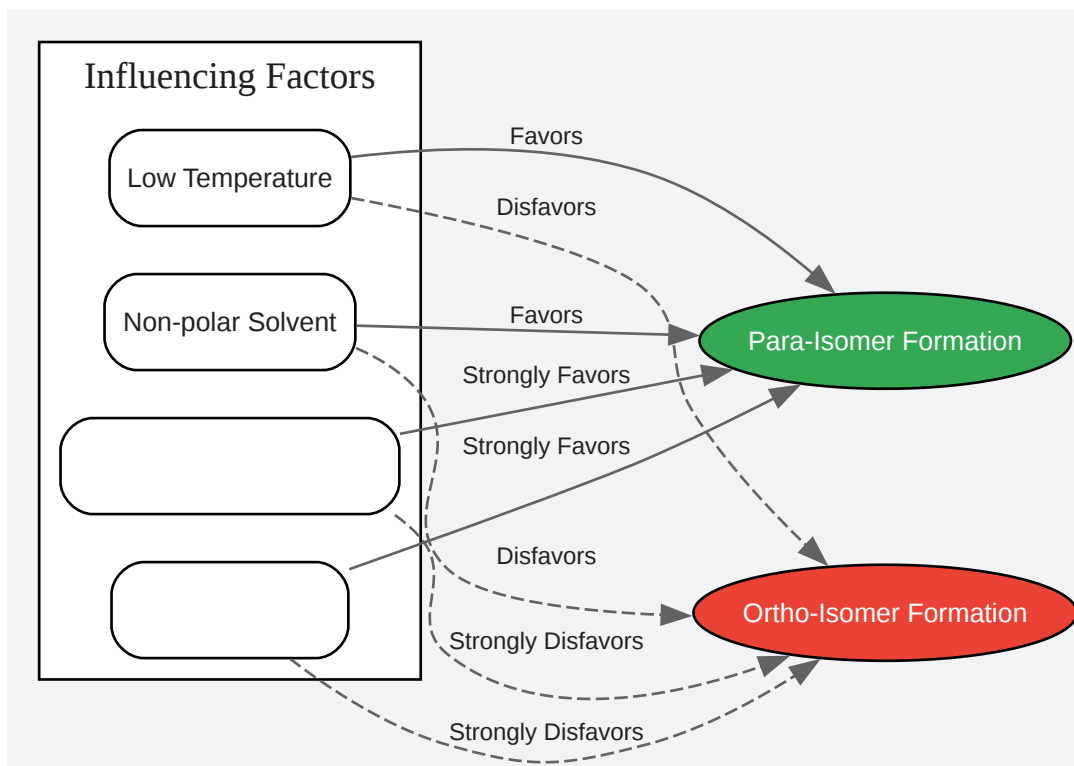 Influencing Factors
Favors
Low Temperature
Disfavors
Non-polar Solvent
Favors
Para-Isomer Formation
Strongly Favors
Strongly Favors
Disfavors
Ortho-Isomer Formation
Strongly Disfavors
Strongly Disfavors